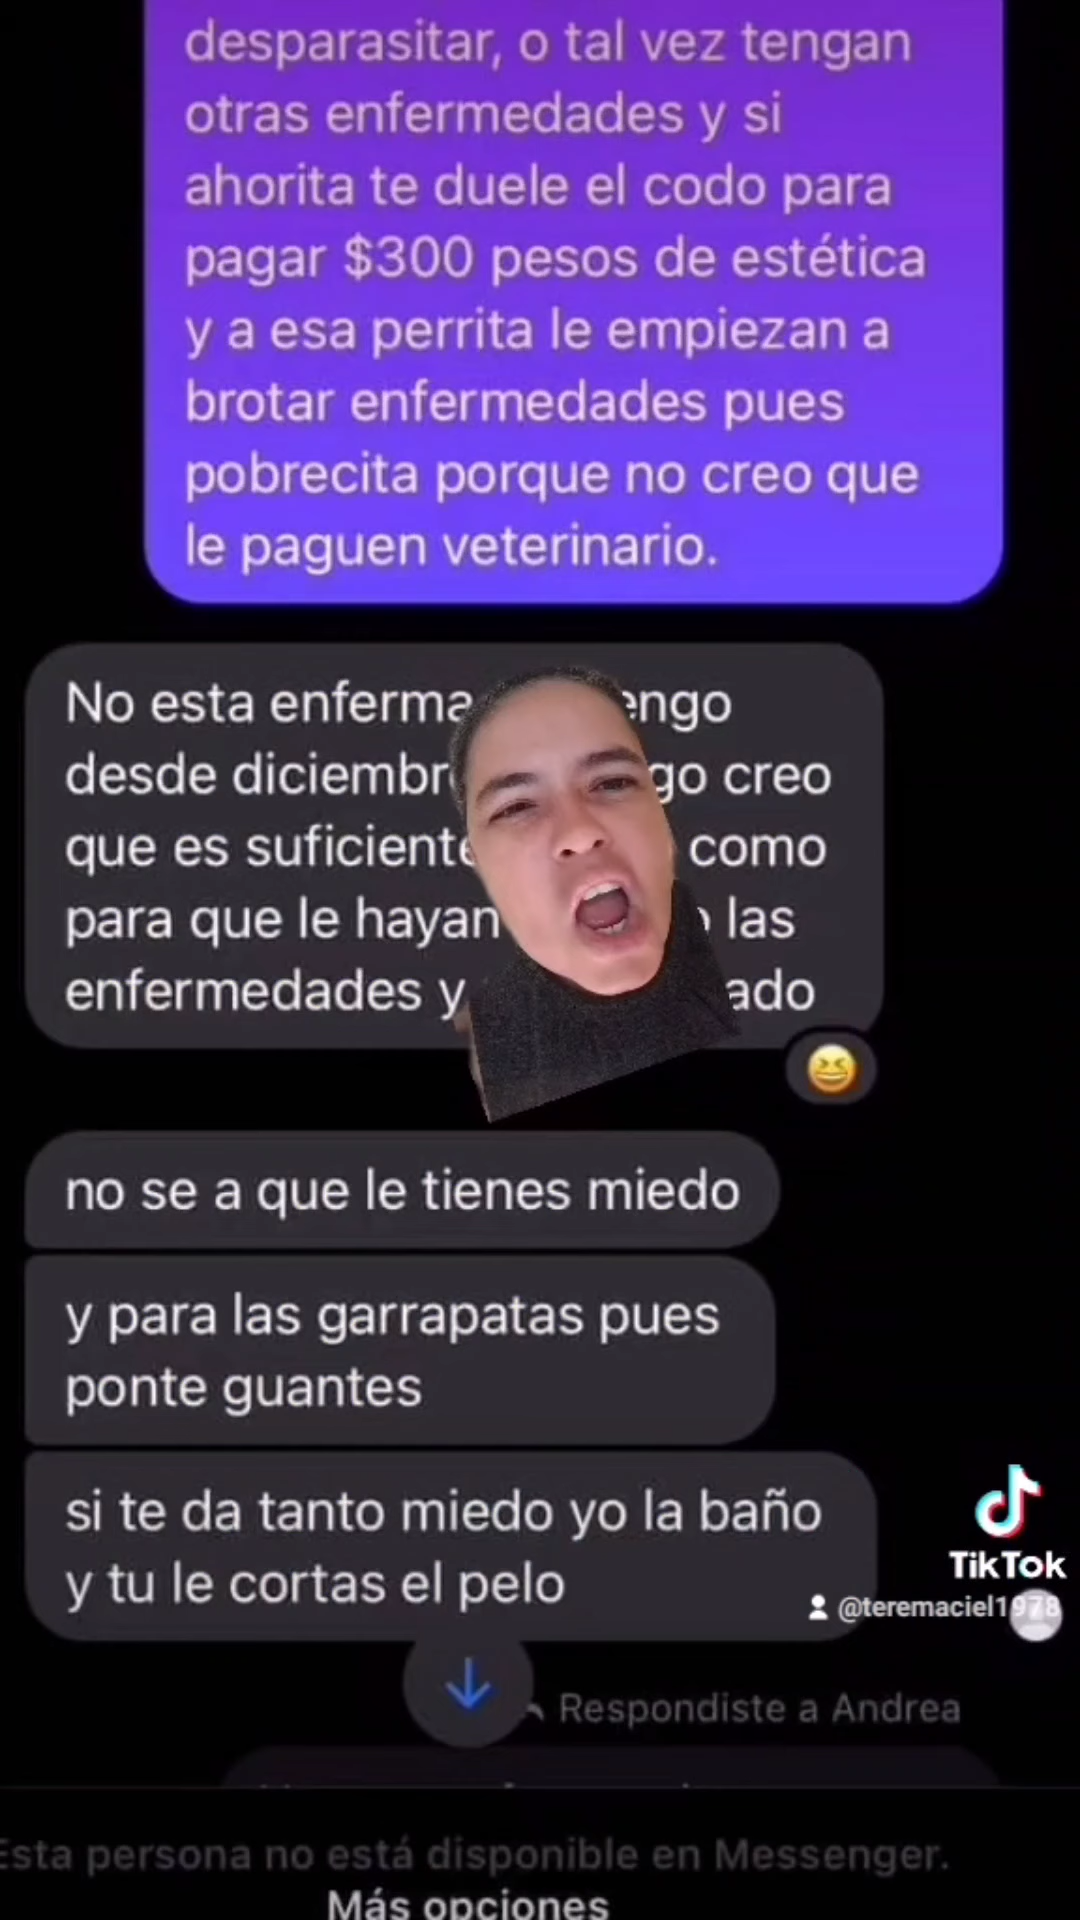 desparasitar, o tal vez tengan
otras enfermedades y si
ahorita te duele el codo para
pagar $300 pesos de estética
y a esa perrita le empiezan a
brotar enfermedades pues
pobrecita porque no creo que
le paguen veterinario.
No esta enferma engo
desde diciembr go creo
que es suficiente como
para que le hayan las
enfermedades y ado
no se a que le tienes miedo
y para las garrapatas pues
ponte guantes
si te da tanto miedo yo la baño
y tu le cortas el pelo
TikTok
@teremaciel1978
Respondiste a Andrea
Esta persona no está disponible en Messenger.
Más opciones